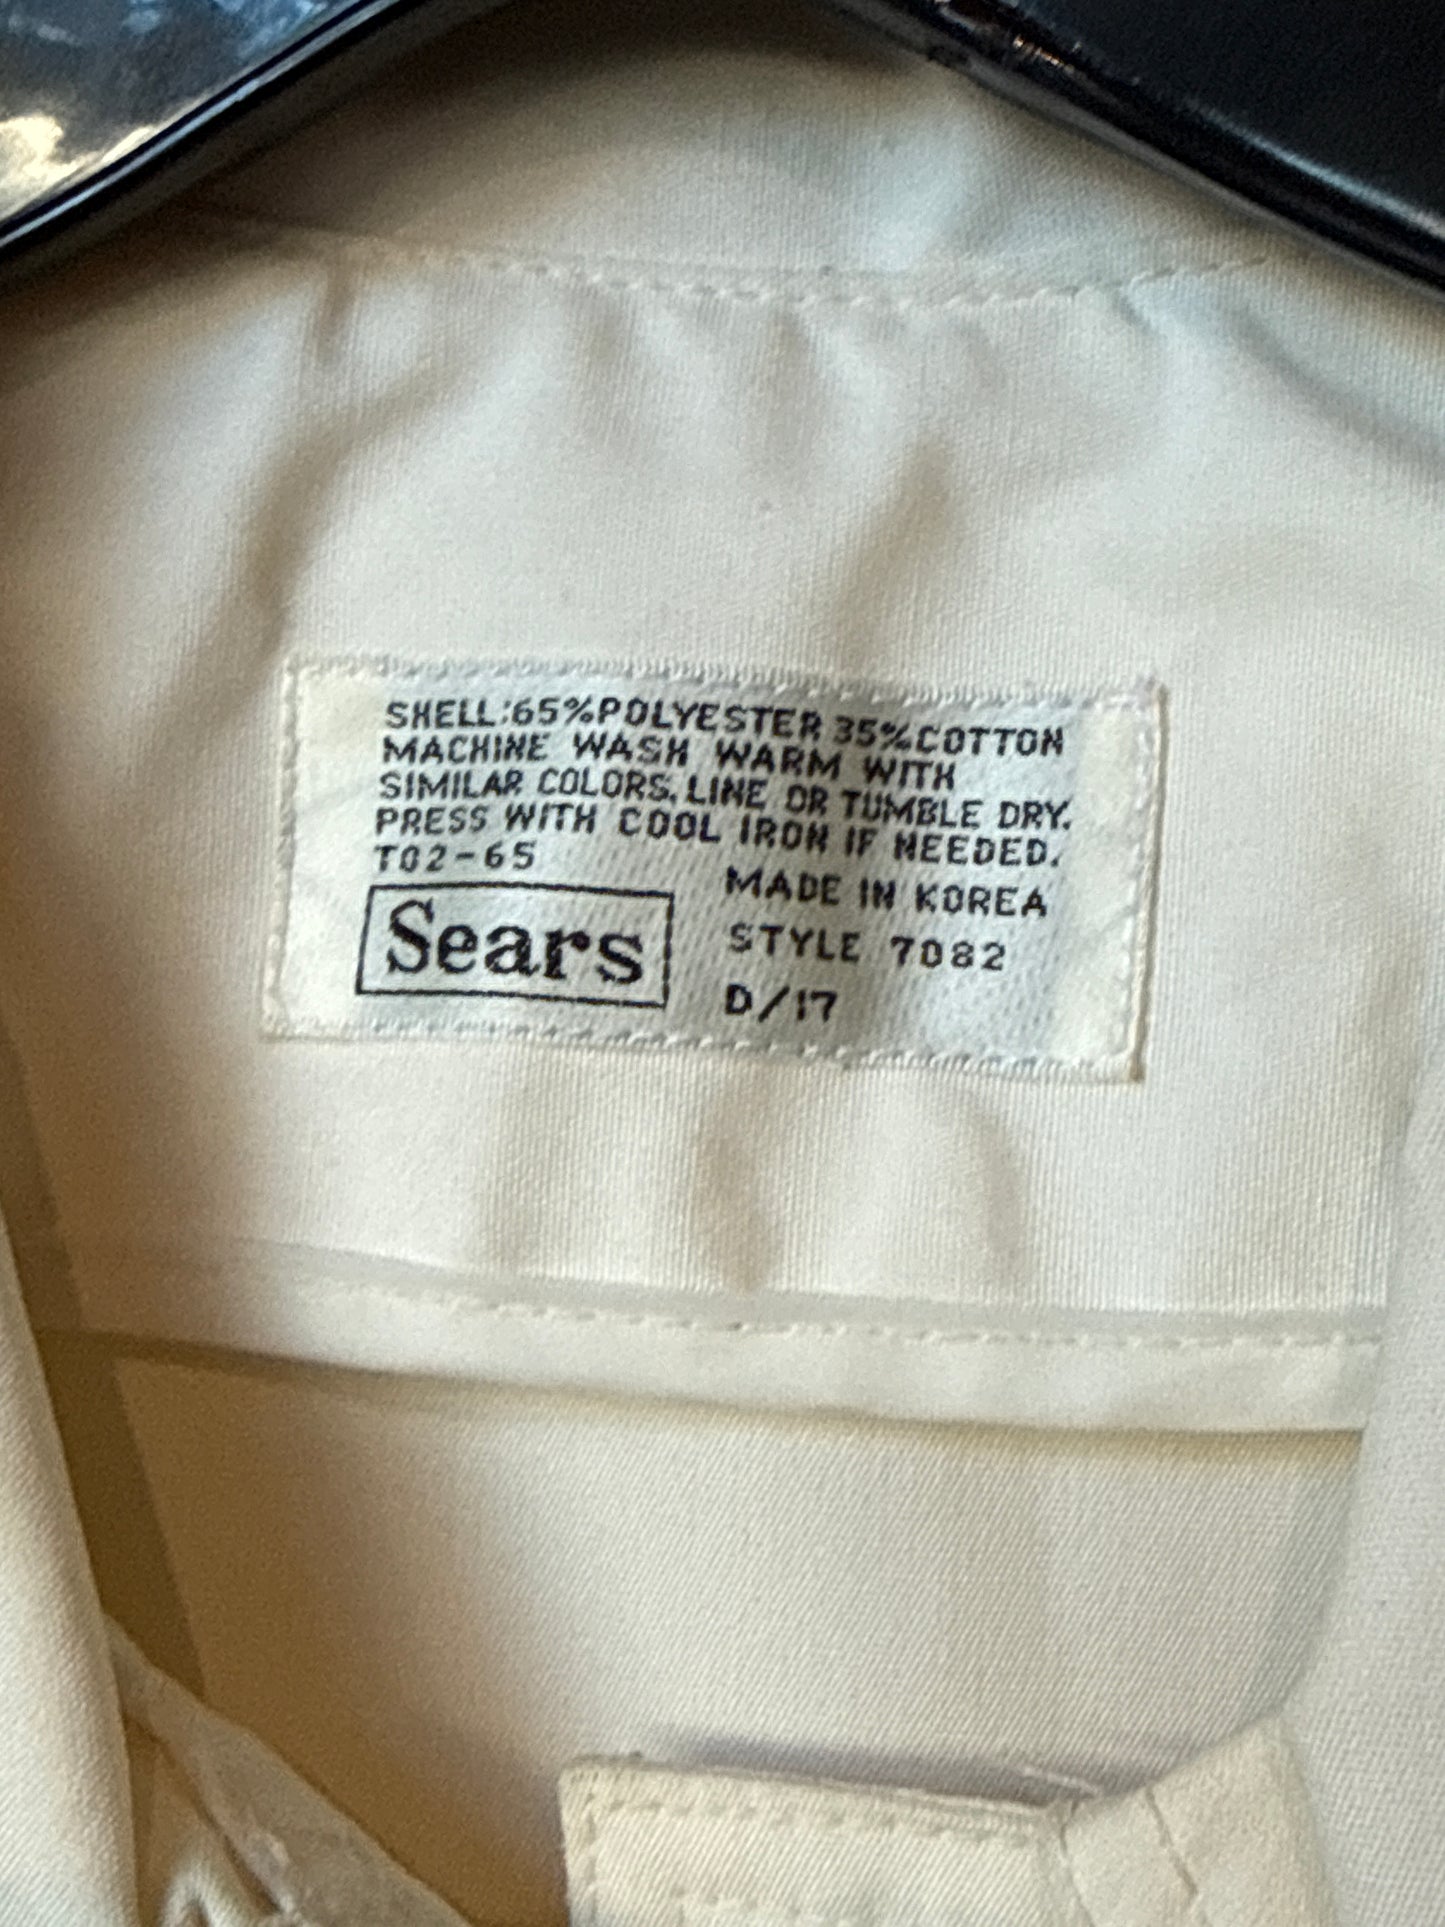 SHELL:65%POLYESTER 35%COTTON
MACHINE WASH WARM WITH
SIMILAR COLORS, LINE OR TUMBLE DRY.
PRESS WITH COOL IRON IF NEEDED.
T02-65
MADE IN KOREA
Sears
STYLE 7082
D/17